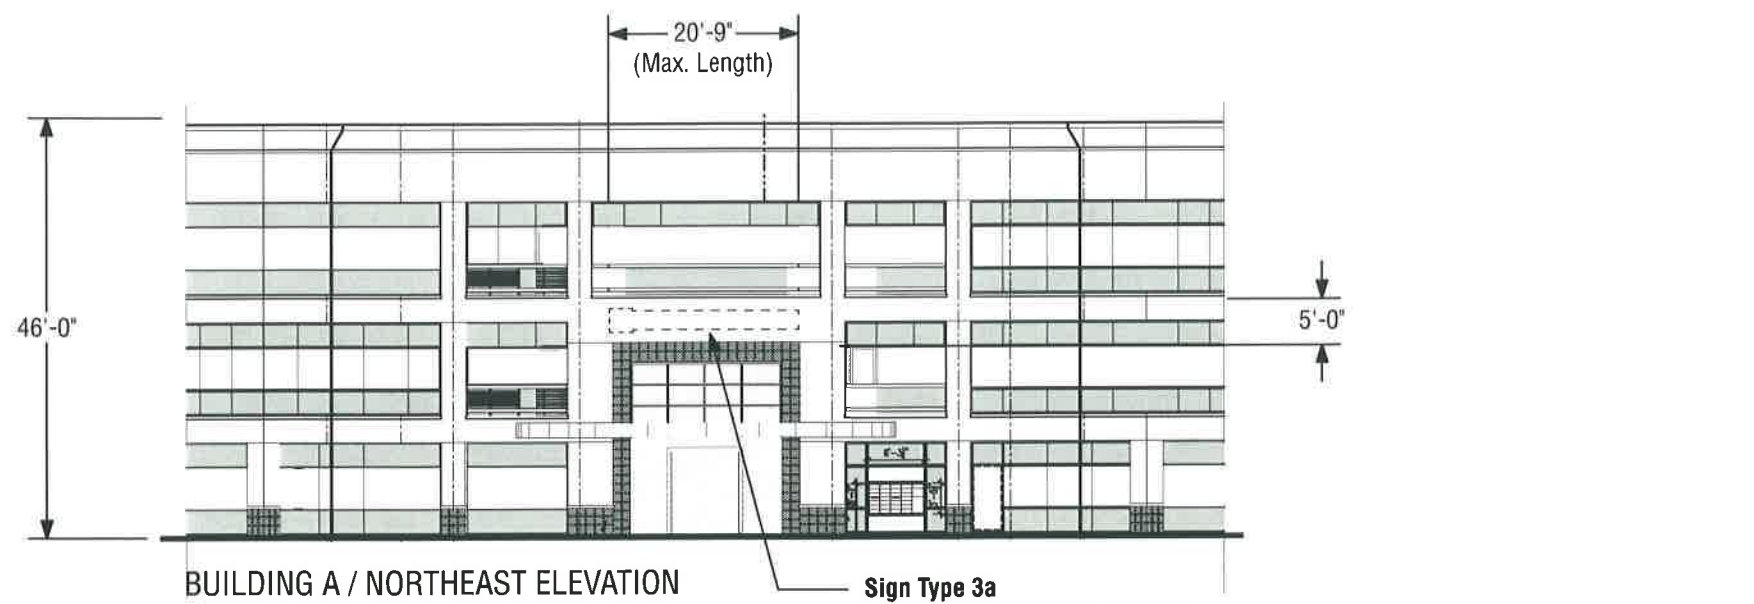 20'-9"
(Max. Length)
46'-0"
5'-0"
BUILDING A / NORTHEAST ELEVATION
Sign Type 3a